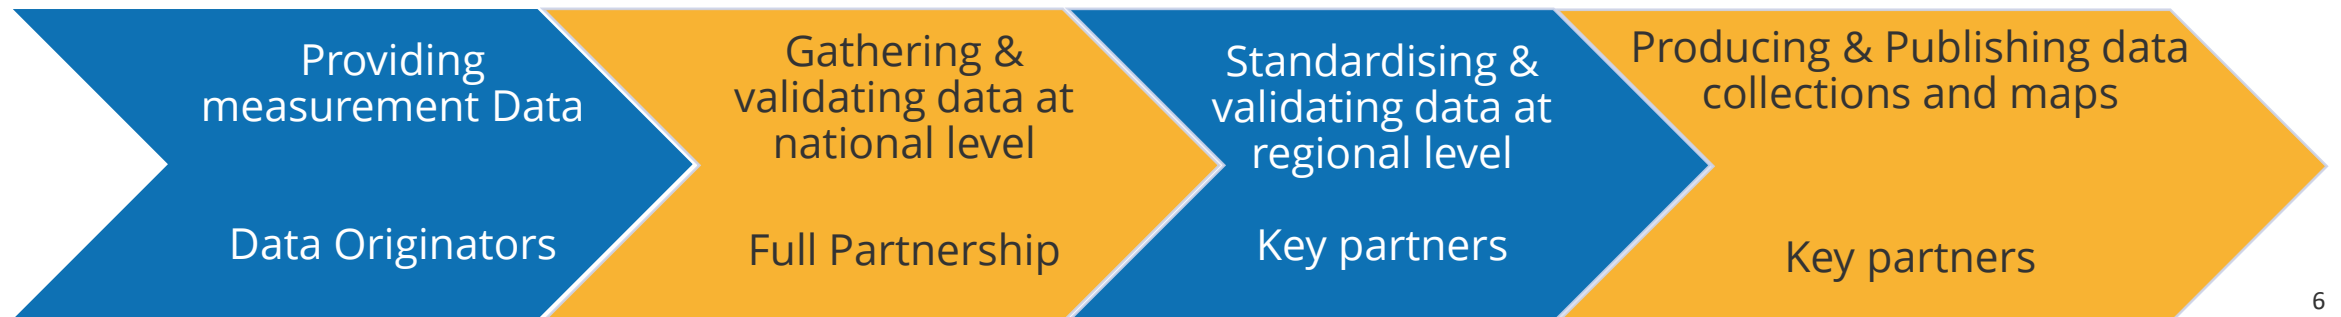 Providing
measurement Data
Data Originators
Gathering &
validating data at
national level
Full Partnership
Standardising &
validating data at
regional level
Key partners
Producing & Publishing data
collections and maps
Key partners
6